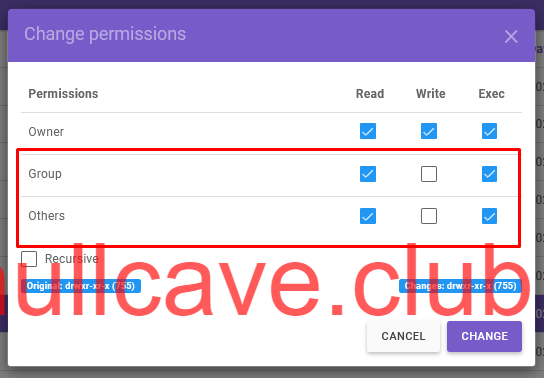 Change permissions
Permissions Read Write Exec
Owner
Group
Others
Recursive
nullcave.club
Original: drwxr-xr-x (755) Changes: drwxr-xr-x (755)
CANCEL CHANGE